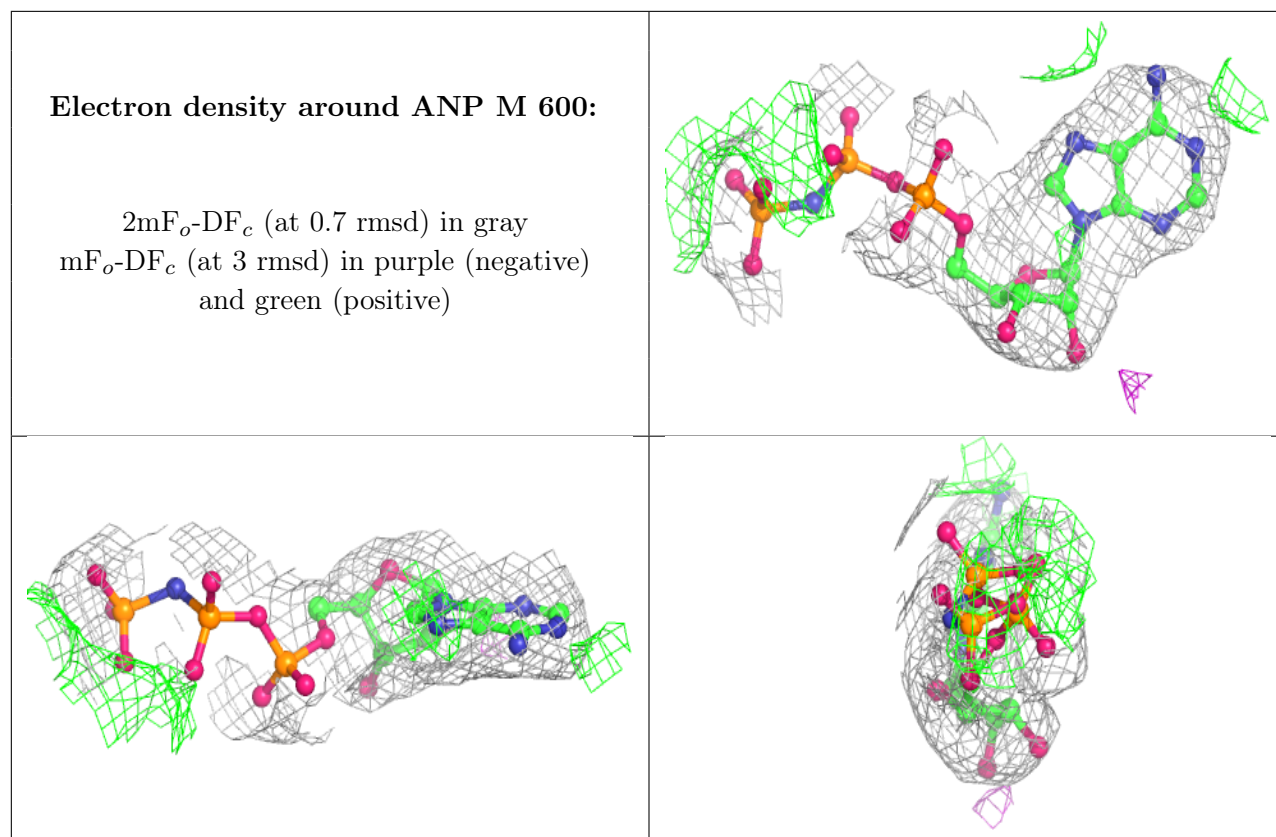 Electron density around ANP M 600:
2mFo-DFc (at 0.7 rmsd) in gray
mFo-DFc (at 3 rmsd) in purple (negative)
and green (positive)